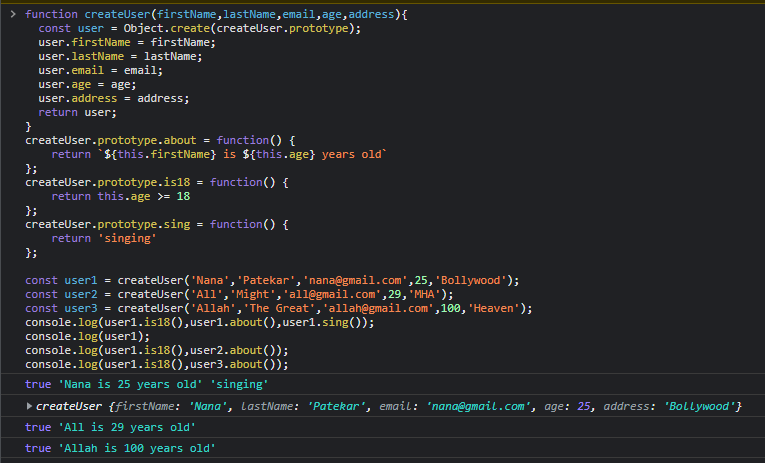 function createUser(firstName,lastName,email,age,address){
const user = Object.create(createUser.prototype);
user.firstName = firstName;
user.lastName = lastName;
user.email = email;
user.age = age;
user.address = address;
return user;
}
createUser.prototype.about = function() {
return `${this.firstName} is ${this.age} years old`
};
createUser.prototype.is18 = function() {
return this.age >= 18
};
createUser.prototype.sing = function() {
return 'singing'
};
const user1 = createUser('Nana','Patekar','nana@gmail.com',25,'Bollywood');
const user2 = createUser('All','Might','all@gmail.com',29,'MHA');
const user3 = createUser('Allah','The Great','allah@gmail.com',100,'Heaven');
console.log(user1.is18(),user1.about(),user1.sing());
console.log(user1);
console.log(user1.is18(),user2.about());
console.log(user1.is18(),user3.about());
true 'Nana is 25 years old' 'singing'
createUser {firstName: 'Nana', lastName: 'Patekar', email: 'nana@gmail.com', age: 25, address: 'Bollywood'}
true 'All is 29 years old'
true 'Allah is 100 years old'